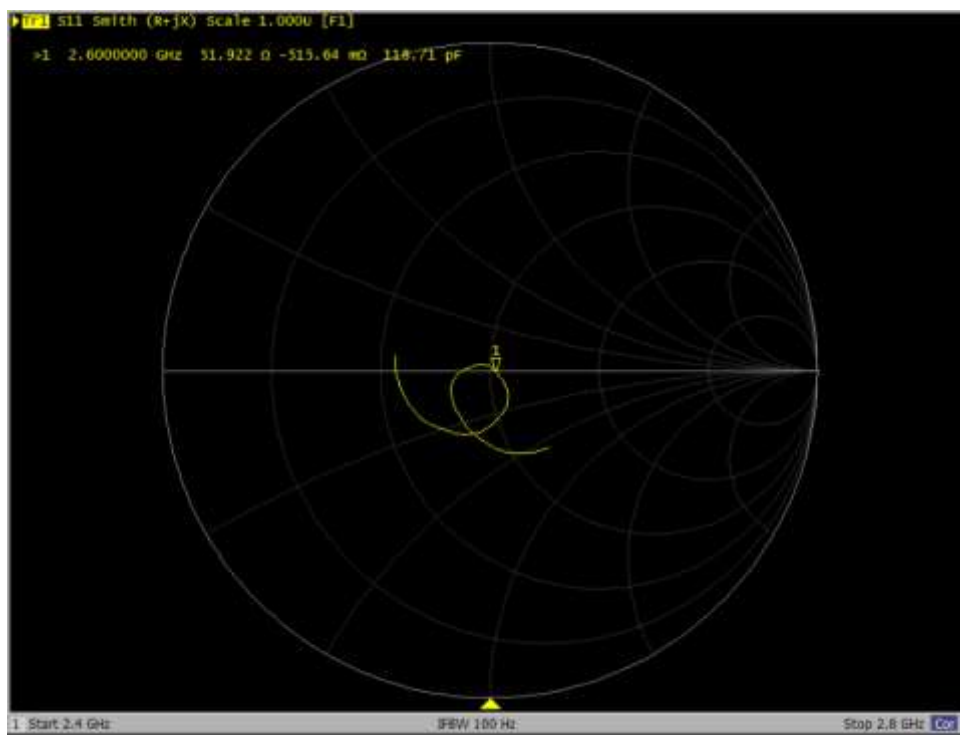 Tr1 S11 Smith (R+jX) Scale 1.000U [F1]
>1 2.6000000 GHz 51.922 Ω -515.64 mΩ 118.71 pF
1
1 Start 2.4 GHz IFBW 100 Hz Stop 2.8 GHz Cor